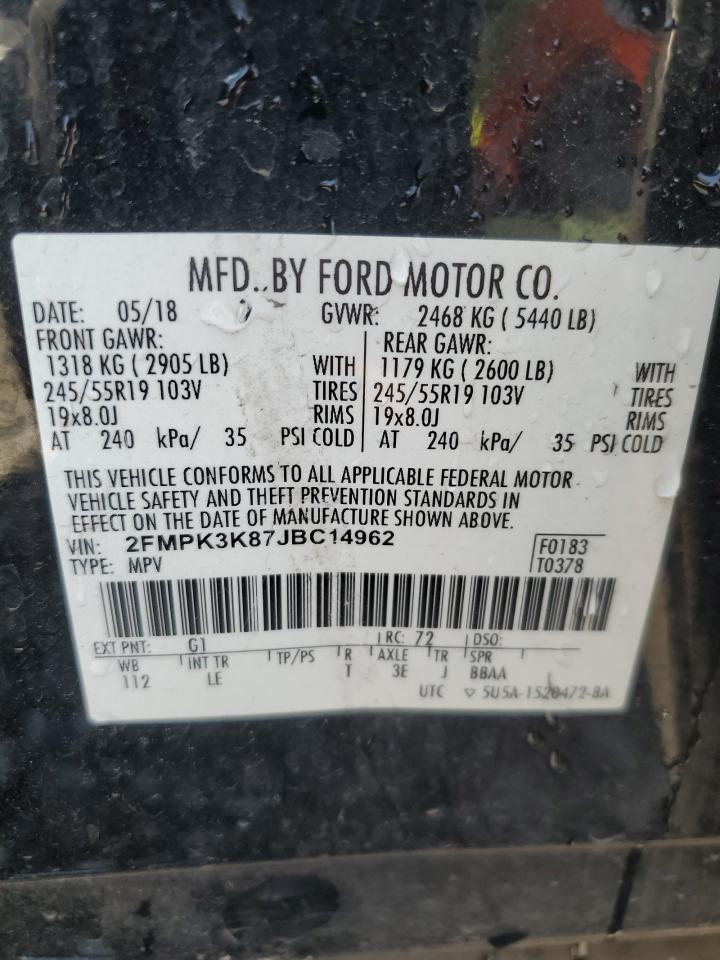 MFD. BY FORD MOTOR CO.
DATE: 05/18 GVWR: 2468 KG ( 5440 LB)
FRONT GAWR: REAR GAWR:
1318 KG ( 2905 LB) WITH 1179 KG ( 2600 LB) WITH
245/55R19 103V TIRES 245/55R19 103V TIRES
19x8.0J RIMS 19x8.0J RIMS
AT 240 kPa/ 35 PSI COLD AT 240 kPa/ 35 PSI COLD
THIS VEHICLE CONFORMS TO ALL APPLICABLE FEDERAL MOTOR
VEHICLE SAFETY AND THEFT PREVENTION STANDARDS IN
EFFECT ON THE DATE OF MANUFACTURE SHOWN ABOVE.
VIN: 2FMPK3K87JBC14962 F0183
TYPE: MPV T0378
EXT PNT: G1 RC: 72 DSO:
WB INT TR TP/PS R AXLE TR SPR
112 LE T 3E J BBAA
UTC ▽ 5U5A-1520472-BA